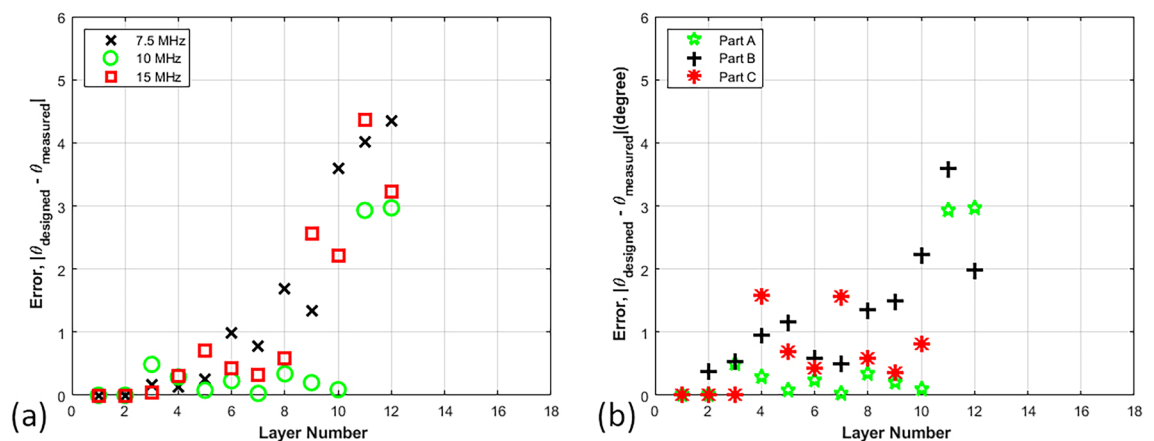 6
5
4
3
2
1
0
0 2 4 6 8 10 12 14 16 18
Error, |θdesigned - θmeasured|
Layer Number
7.5 MHz
10 MHz
15 MHz
(a)
6
5
4
3
2
1
0
0 2 4 6 8 10 12 14 16 18
Error, |θdesigned - θmeasured|(degree)
Layer Number
Part A
Part B
Part C
(b)